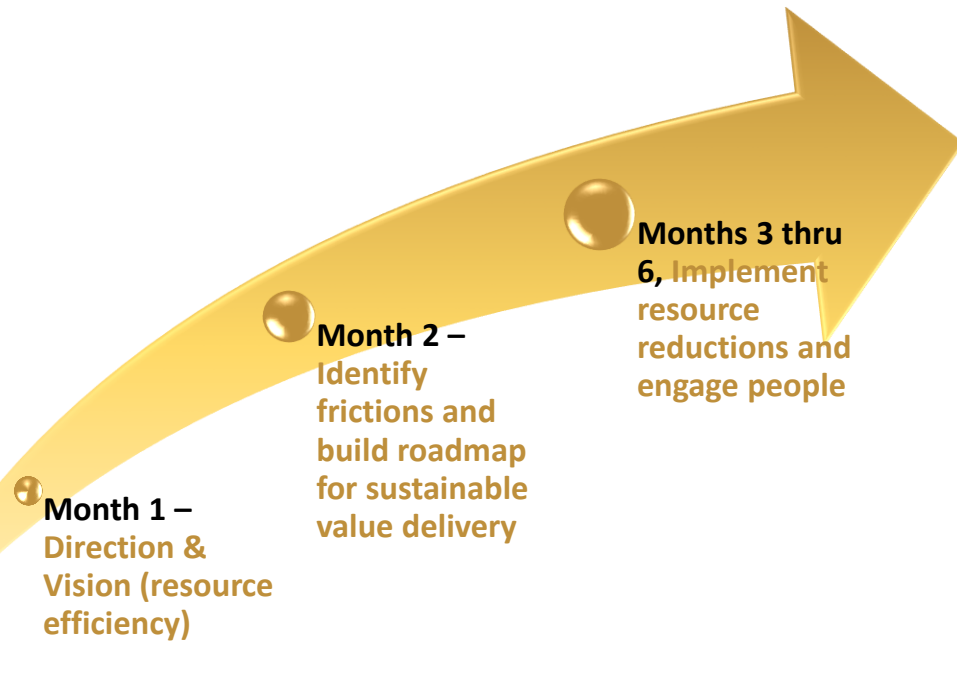 Month 1 –
Direction &
Vision (resource
efficiency)
Month 2 –
Identify
frictions and
build roadmap
for sustainable
value delivery
Months 3 thru
6, Implement
resource
reductions and
engage people